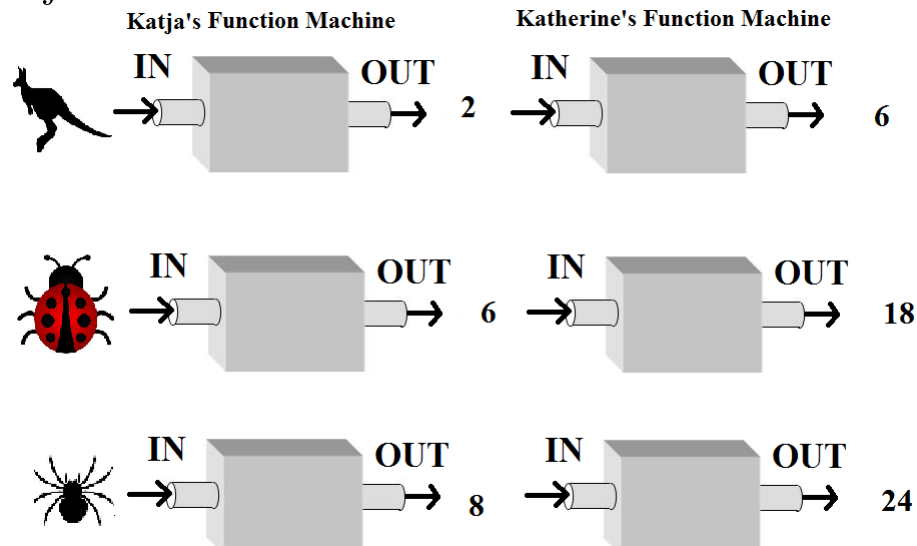 Katja's Function Machine Katherine's Function Machine
IN OUT 2 IN OUT 6
IN OUT 6 IN OUT 18
IN OUT 8 IN OUT 24